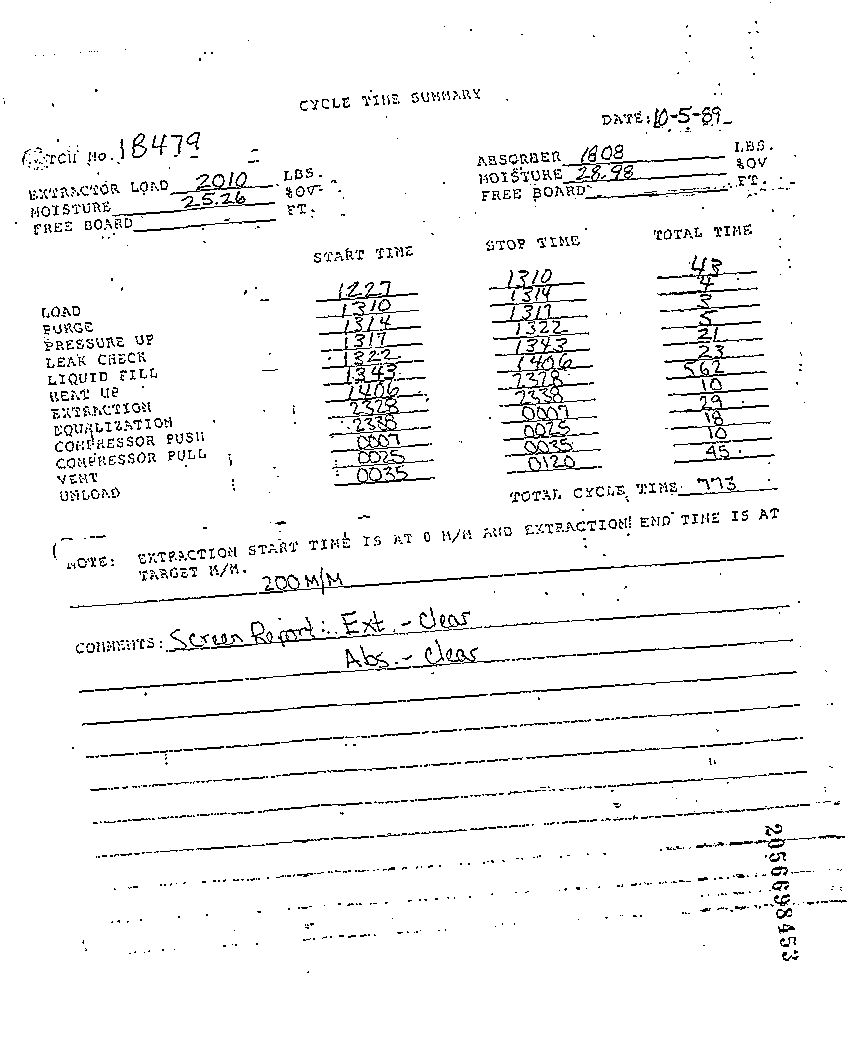 CYCLE TIME SUMMARY
DATE: 10-5-89
BATCH NO. 18479
EXTRACTOR LOAD 2010 LBS.
MOISTURE 25.26 %OV
FREE BOARD FT.
ABSORBER 1808 LBS.
MOISTURE 28.98 %OV
FREE BOARD FT.
START TIME STOP TIME TOTAL TIME
LOAD 1227 1310 43
PURGE 1310 1314 4
PRESSURE UP 1314 1317 3
LEAK CHECK 1317 1322 5
LIQUID FILL 1322 1343 21
HEAT UP 1343 1406 23
EXTRACTION 1406 2328 562
EQUALIZATION 2328 2338 10
COMPRESSOR PUSH 2338 0007 29
COMPRESSOR PULL 0007 0025 18
VENT 0025 0035 10
UNLOAD 0035 0120 45
TOTAL CYCLE TIME 773
NOTE: EXTRACTION START TIME IS AT 0 M/M AND EXTRACTION END TIME IS AT
TARGET M/M.
200 M/M
COMMENTS: Screen Report: Ext. - Clear
Abs. - Clear
2056698453